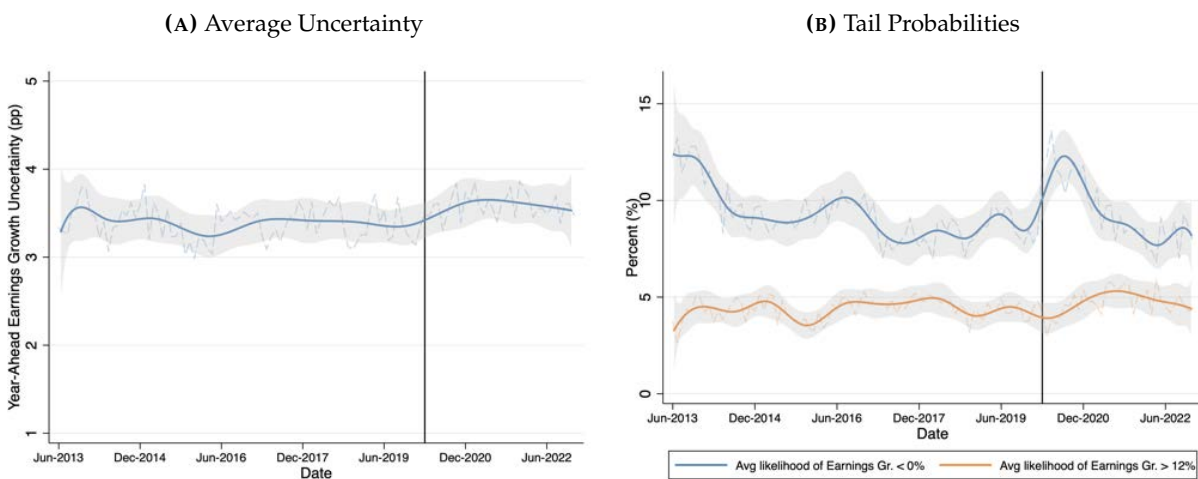 (A) Average Uncertainty
Year-Ahead Earnings Growth Uncertainty (pp)
5
4
3
2
1
Jun-2013 Dec-2014 Jun-2016 Dec-2017 Jun-2019 Dec-2020 Jun-2022
Date
(B) Tail Probabilities
Percent (%)
15
10
5
0
Jun-2013 Dec-2014 Jun-2016 Dec-2017 Jun-2019 Dec-2020 Jun-2022
Date
Avg likelihood of Earnings Gr. < 0% Avg likelihood of Earnings Gr. > 12%